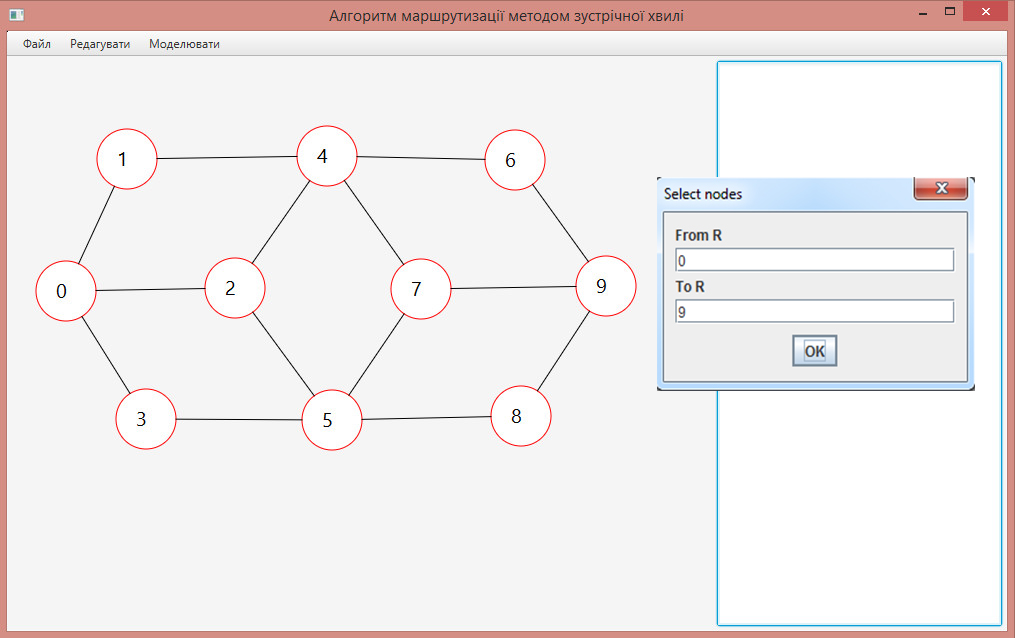 Алгоритм маршрутизації методом зустрічної хвилі
Файл Редагувати Моделювати
1 4 6
0 2 7 9
3 5 8
Select nodes
From R
0
To R
9
OK